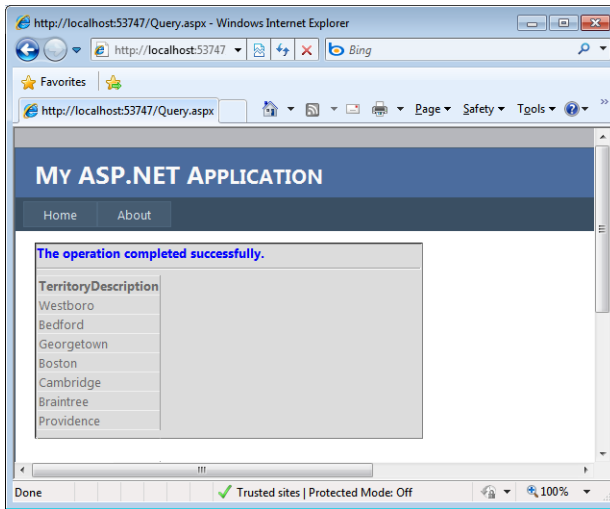 http://localhost:53747/Query.aspx - Windows Internet Explorer
http://localhost:53747
Bing
Favorites
http://localhost:53747/Query.aspx
Page Safety Tools
My ASP.NET Application
Home About
The operation completed successfully.
TerritoryDescription
Westboro
Bedford
Georgetown
Boston
Cambridge
Braintree
Providence
Done Trusted sites | Protected Mode: Off 100%